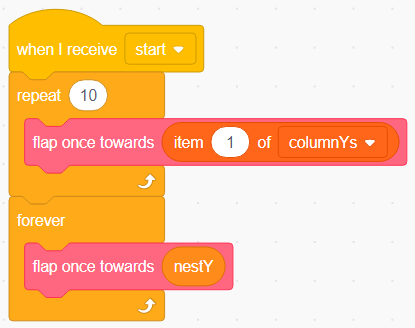 when I receive start
repeat 10
flap once towards item 1 of columnYs
forever
flap once towards nestY